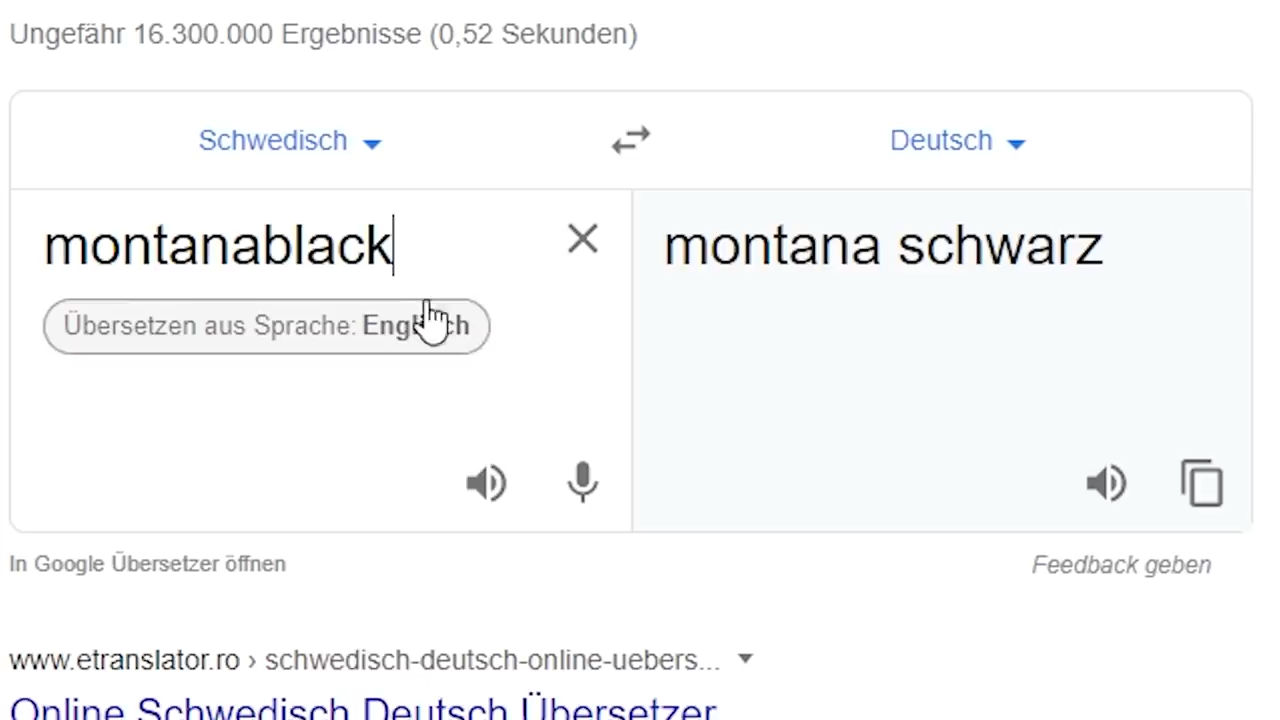 Ungefähr 16.300.000 Ergebnisse (0,52 Sekunden)
Schwedisch Deutsch
montanablack montana schwarz
Übersetzen aus Sprache: Englisch
In Google Übersetzer öffnen Feedback geben
www.etranslator.ro › schwedisch-deutsch-online-uebers...
Online Schwedisch Deutsch Übersetzer